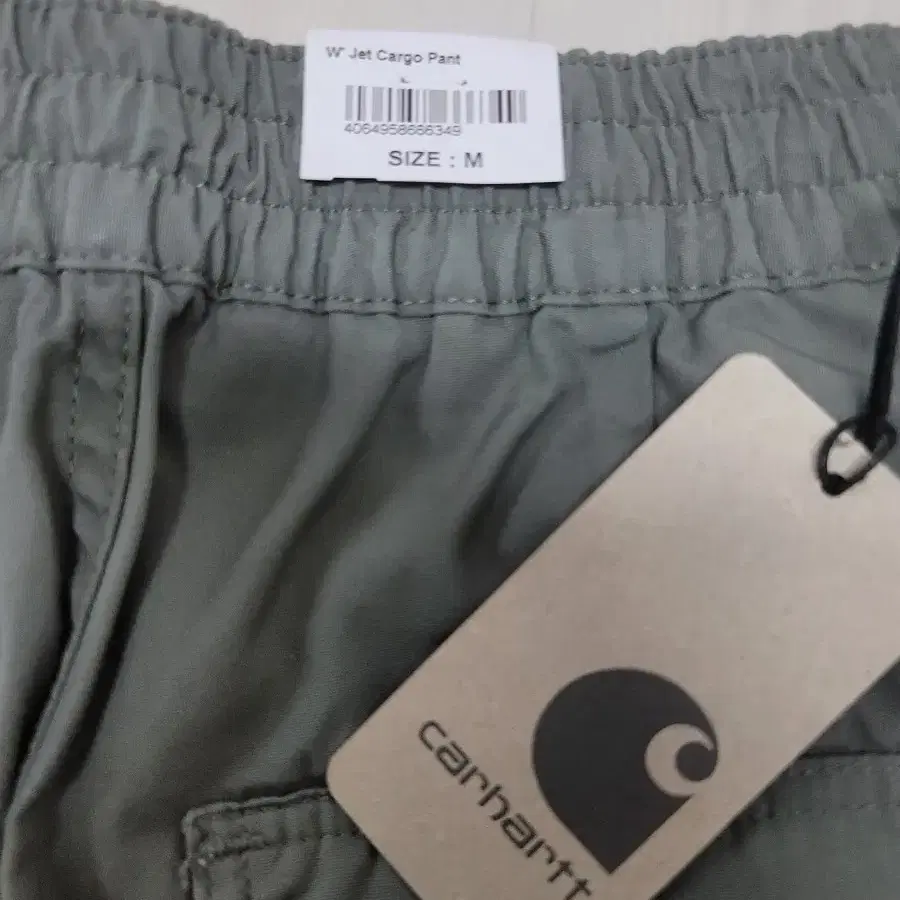 W' Jet Cargo Pant
4064958666349
SIZE : M
carhartt